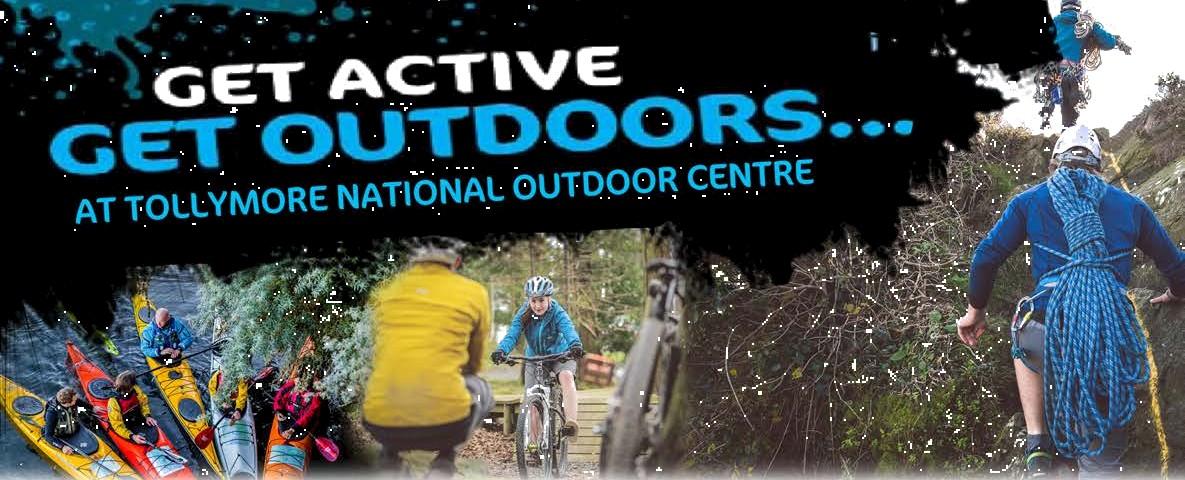 GET ACTIVE
GET OUTDOORS...
AT TOLLYMORE NATIONAL OUTDOOR CENTRE